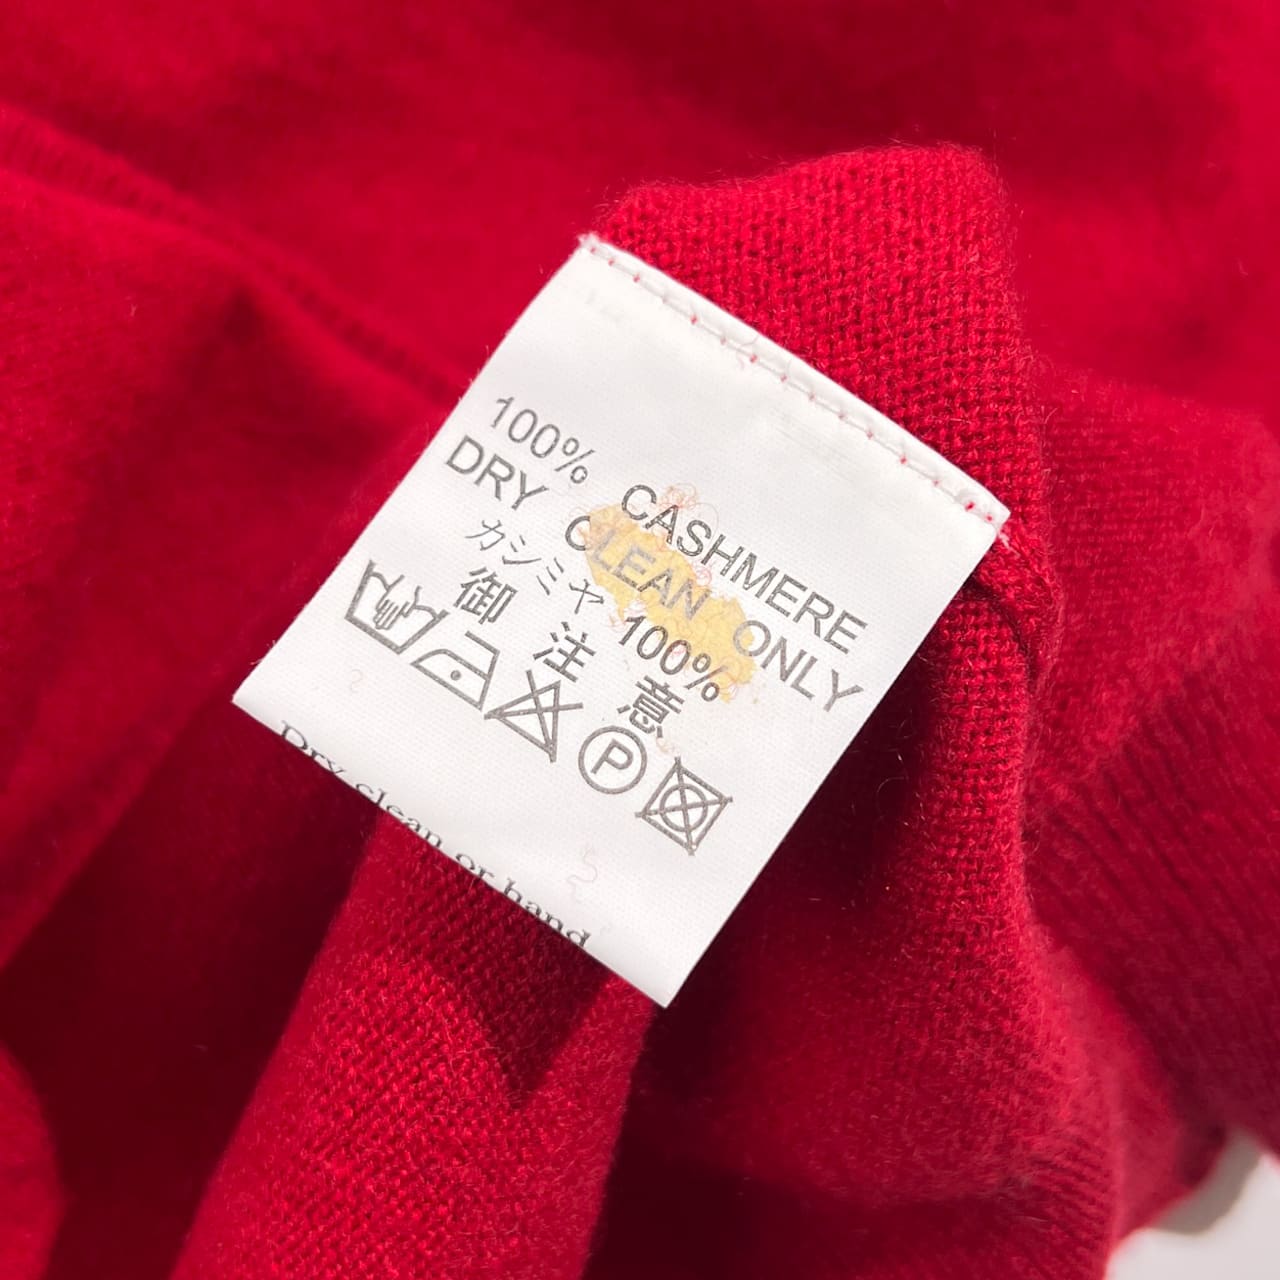 100% CASHMERE
DRY CLEAN ONLY
カシミヤ 100%
御 注 意
P
Dry clean or hand